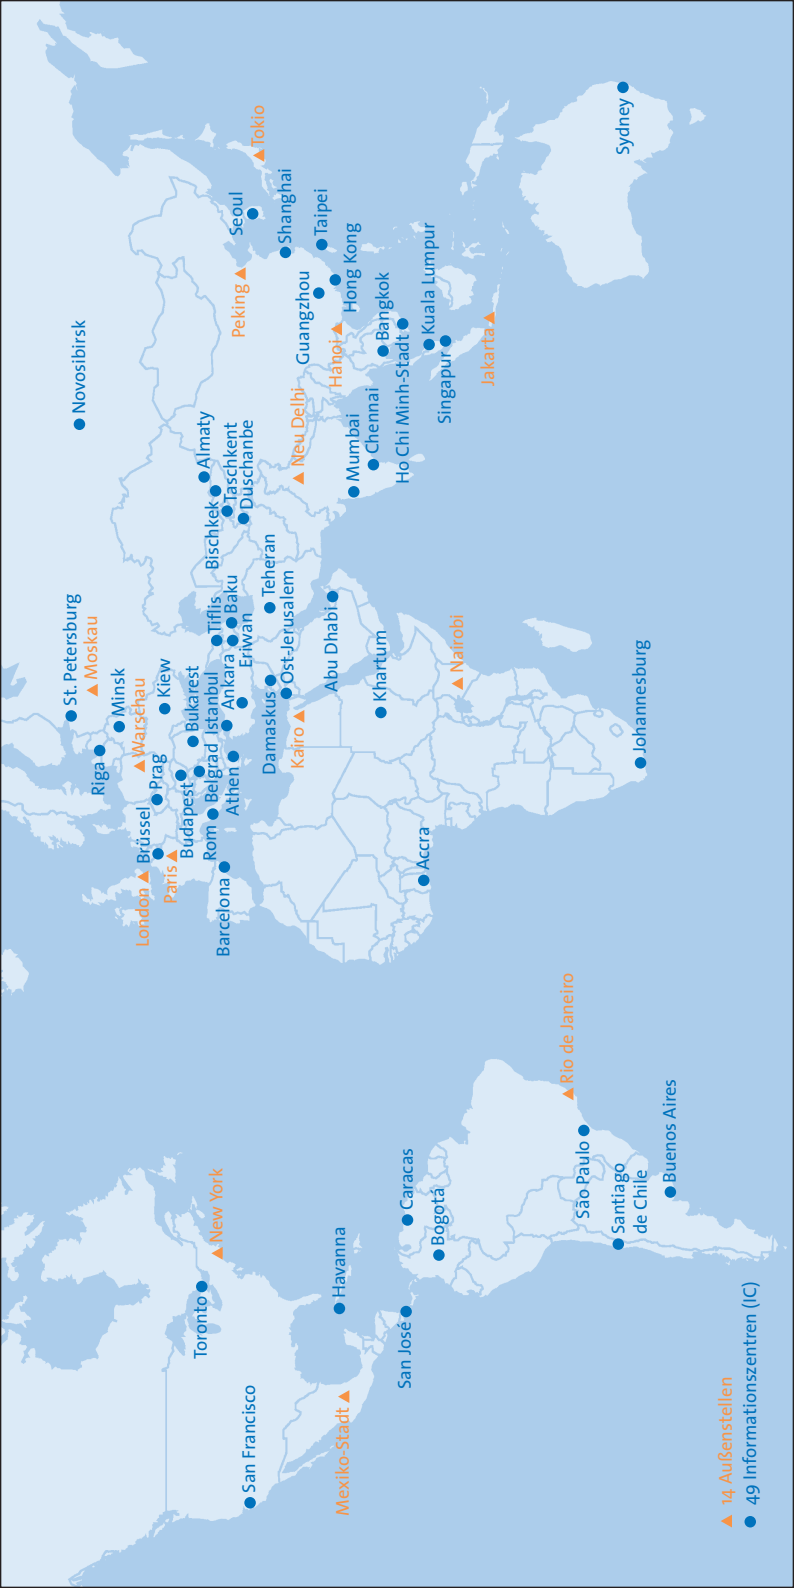 San Francisco
Toronto
New York
Mexiko-Stadt
Havanna
San José
Caracas
Bogotá
Rio de Janeiro
São Paulo
Santiago
de Chile
Buenos Aires
St. Petersburg
Moskau
Riga
Minsk
Warschau
Kiew
London
Brüssel
Prag
Paris
Budapest
Bukarest
Belgrad
Rom
Istanbul
Ankara
Barcelona
Athen
Tiflis
Baku
Eriwan
Damaskus
Teheran
Ost-Jerusalem
Kairo
Abu Dhabi
Khartum
Accra
Nairobi
Johannesburg
Novosibirsk
Almaty
Bischkek
Taschkent
Duschanbe
Neu Delhi
Mumbai
Chennai
Peking
Seoul
Tokio
Shanghai
Taipei
Guangzhou
Hong Kong
Hanoi
Bangkok
Ho Chi Minh-Stadt
Kuala Lumpur
Singapur
Jakarta
Sydney
14 Außenstellen
49 Informationszentren (IC)